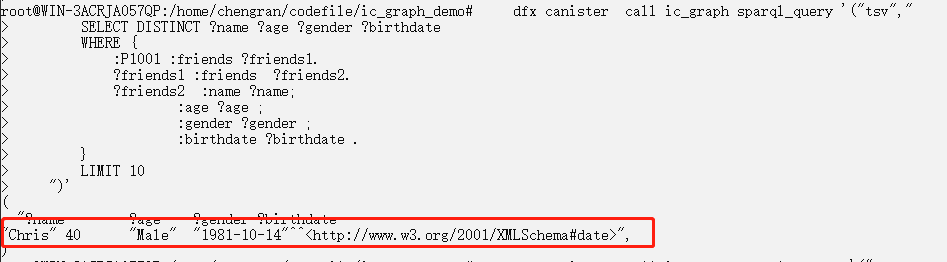 root@WIN-3ACRJA057QP:/home/chengran/codefile/ic_graph_demo#    dfx canister  call ic_graph sparql_query '("tsv","
>        SELECT DISTINCT ?name ?age ?gender ?birthdate
>        WHERE {
>            :P1001 :friends ?friends1.
>            ?friends1 :friends  ?friends2.
>            ?friends2  :name ?name;
>                    :age ?age ;
>                    :gender ?gender ;
>                    :birthdate ?birthdate .
>        }
>        LIMIT 10
>     ")'
(
  "?name        ?age    ?gender ?birthdate
"Chris" 40      "Male"  "1981-10-14"^^<http://www.w3.org/2001/XMLSchema#date>",
)